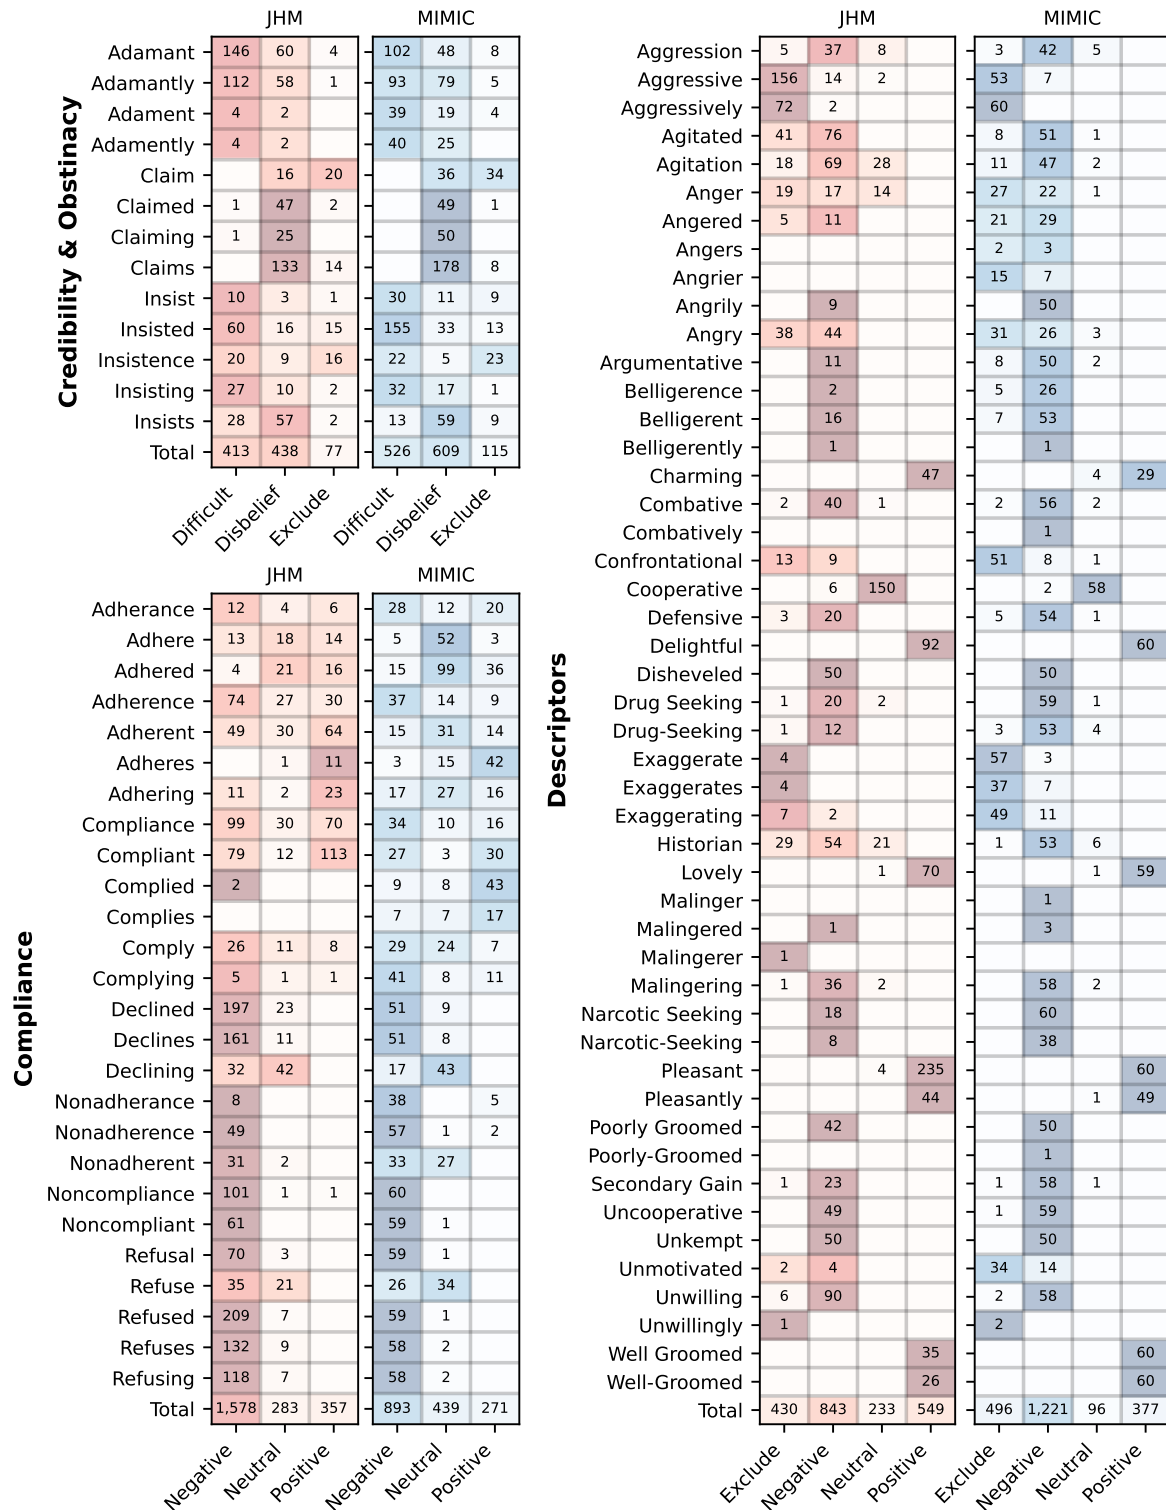 JHM MIMIC
Credibility & Obstinacy
Adamant 146 60 4 102 48 8
Adamantly 112 58 1 93 79 5
Adament 4 2 39 19 4
Adamently 4 2 40 25
Claim 16 20 36 34
Claimed 1 47 2 49 1
Claiming 1 25 50
Claims 133 14 178 8
Insist 10 3 1 30 11 9
Insisted 60 16 15 155 33 13
Insistence 20 9 16 22 5 23
Insisting 27 10 2 32 17 1
Insists 28 57 2 13 59 9
Total 413 438 77 526 609 115
Difficult Disbelief Exclude Difficult Disbelief Exclude
JHM MIMIC
Compliance
Adherance 12 4 6 28 12 20
Adhere 13 18 14 5 52 3
Adhered 4 21 16 15 99 36
Adherence 74 27 30 37 14 9
Adherent 49 30 64 15 31 14
Adheres 1 11 3 15 42
Adhering 11 2 23 17 27 16
Compliance 99 30 70 34 10 16
Compliant 79 12 113 27 3 30
Complied 2 9 8 43
Complies 7 7 17
Comply 26 11 8 29 24 7
Complying 5 1 1 41 8 11
Declined 197 23 51 9
Declines 161 11 51 8
Declining 32 42 17 43
Nonadherance 8 38 5
Nonadherence 49 57 1 2
Nonadherent 31 2 33 27
Noncompliance 101 1 1 60
Noncompliant 61 59 1
Refusal 70 3 59 1
Refuse 35 21 26 34
Refused 209 7 59 1
Refuses 132 9 58 2
Refusing 118 7 58 2
Total 1,578 283 357 893 439 271
Negative Neutral Positive Negative Neutral Positive
JHM MIMIC
Descriptors
Aggression 5 37 8 3 42 5
Aggressive 156 14 2 53 7
Aggressively 72 2 60
Agitated 41 76 8 51 1
Agitation 18 69 28 11 47 2
Anger 19 17 14 27 22 1
Angered 5 11 21 29
Angers 2 3
Angrier 15 7
Angrily 9 50
Angry 38 44 31 26 3
Argumentative 11 8 50 2
Belligerence 2 5 26
Belligerent 16 7 53
Belligerently 1 1
Charming 47 4 29
Combative 2 40 1 2 56 2
Combatively 1
Confrontational 13 9 51 8 1
Cooperative 6 150 2 58
Defensive 3 20 5 54 1
Delightful 92 60
Disheveled 50 50
Drug Seeking 1 20 2 59 1
Drug-Seeking 1 12 3 53 4
Exaggerate 4 57 3
Exaggerates 4 37 7
Exaggerating 7 2 49 11
Historian 29 54 21 1 53 6
Lovely 1 70 1 59
Malinger 1
Malingered 1 3
Malingerer 1
Malingering 1 36 2 58 2
Narcotic Seeking 18 60
Narcotic-Seeking 8 38
Pleasant 4 235 60
Pleasantly 44 1 49
Poorly Groomed 42 50
Poorly-Groomed 1
Secondary Gain 1 23 1 58 1
Uncooperative 49 1 59
Unkempt 50 50
Unmotivated 2 4 34 14
Unwilling 6 90 2 58
Unwillingly 1 2
Well Groomed 35 60
Well-Groomed 26 60
Total 430 843 233 549 496 1,221 96 377
Exclude Negative Neutral Positive Exclude Negative Neutral Positive